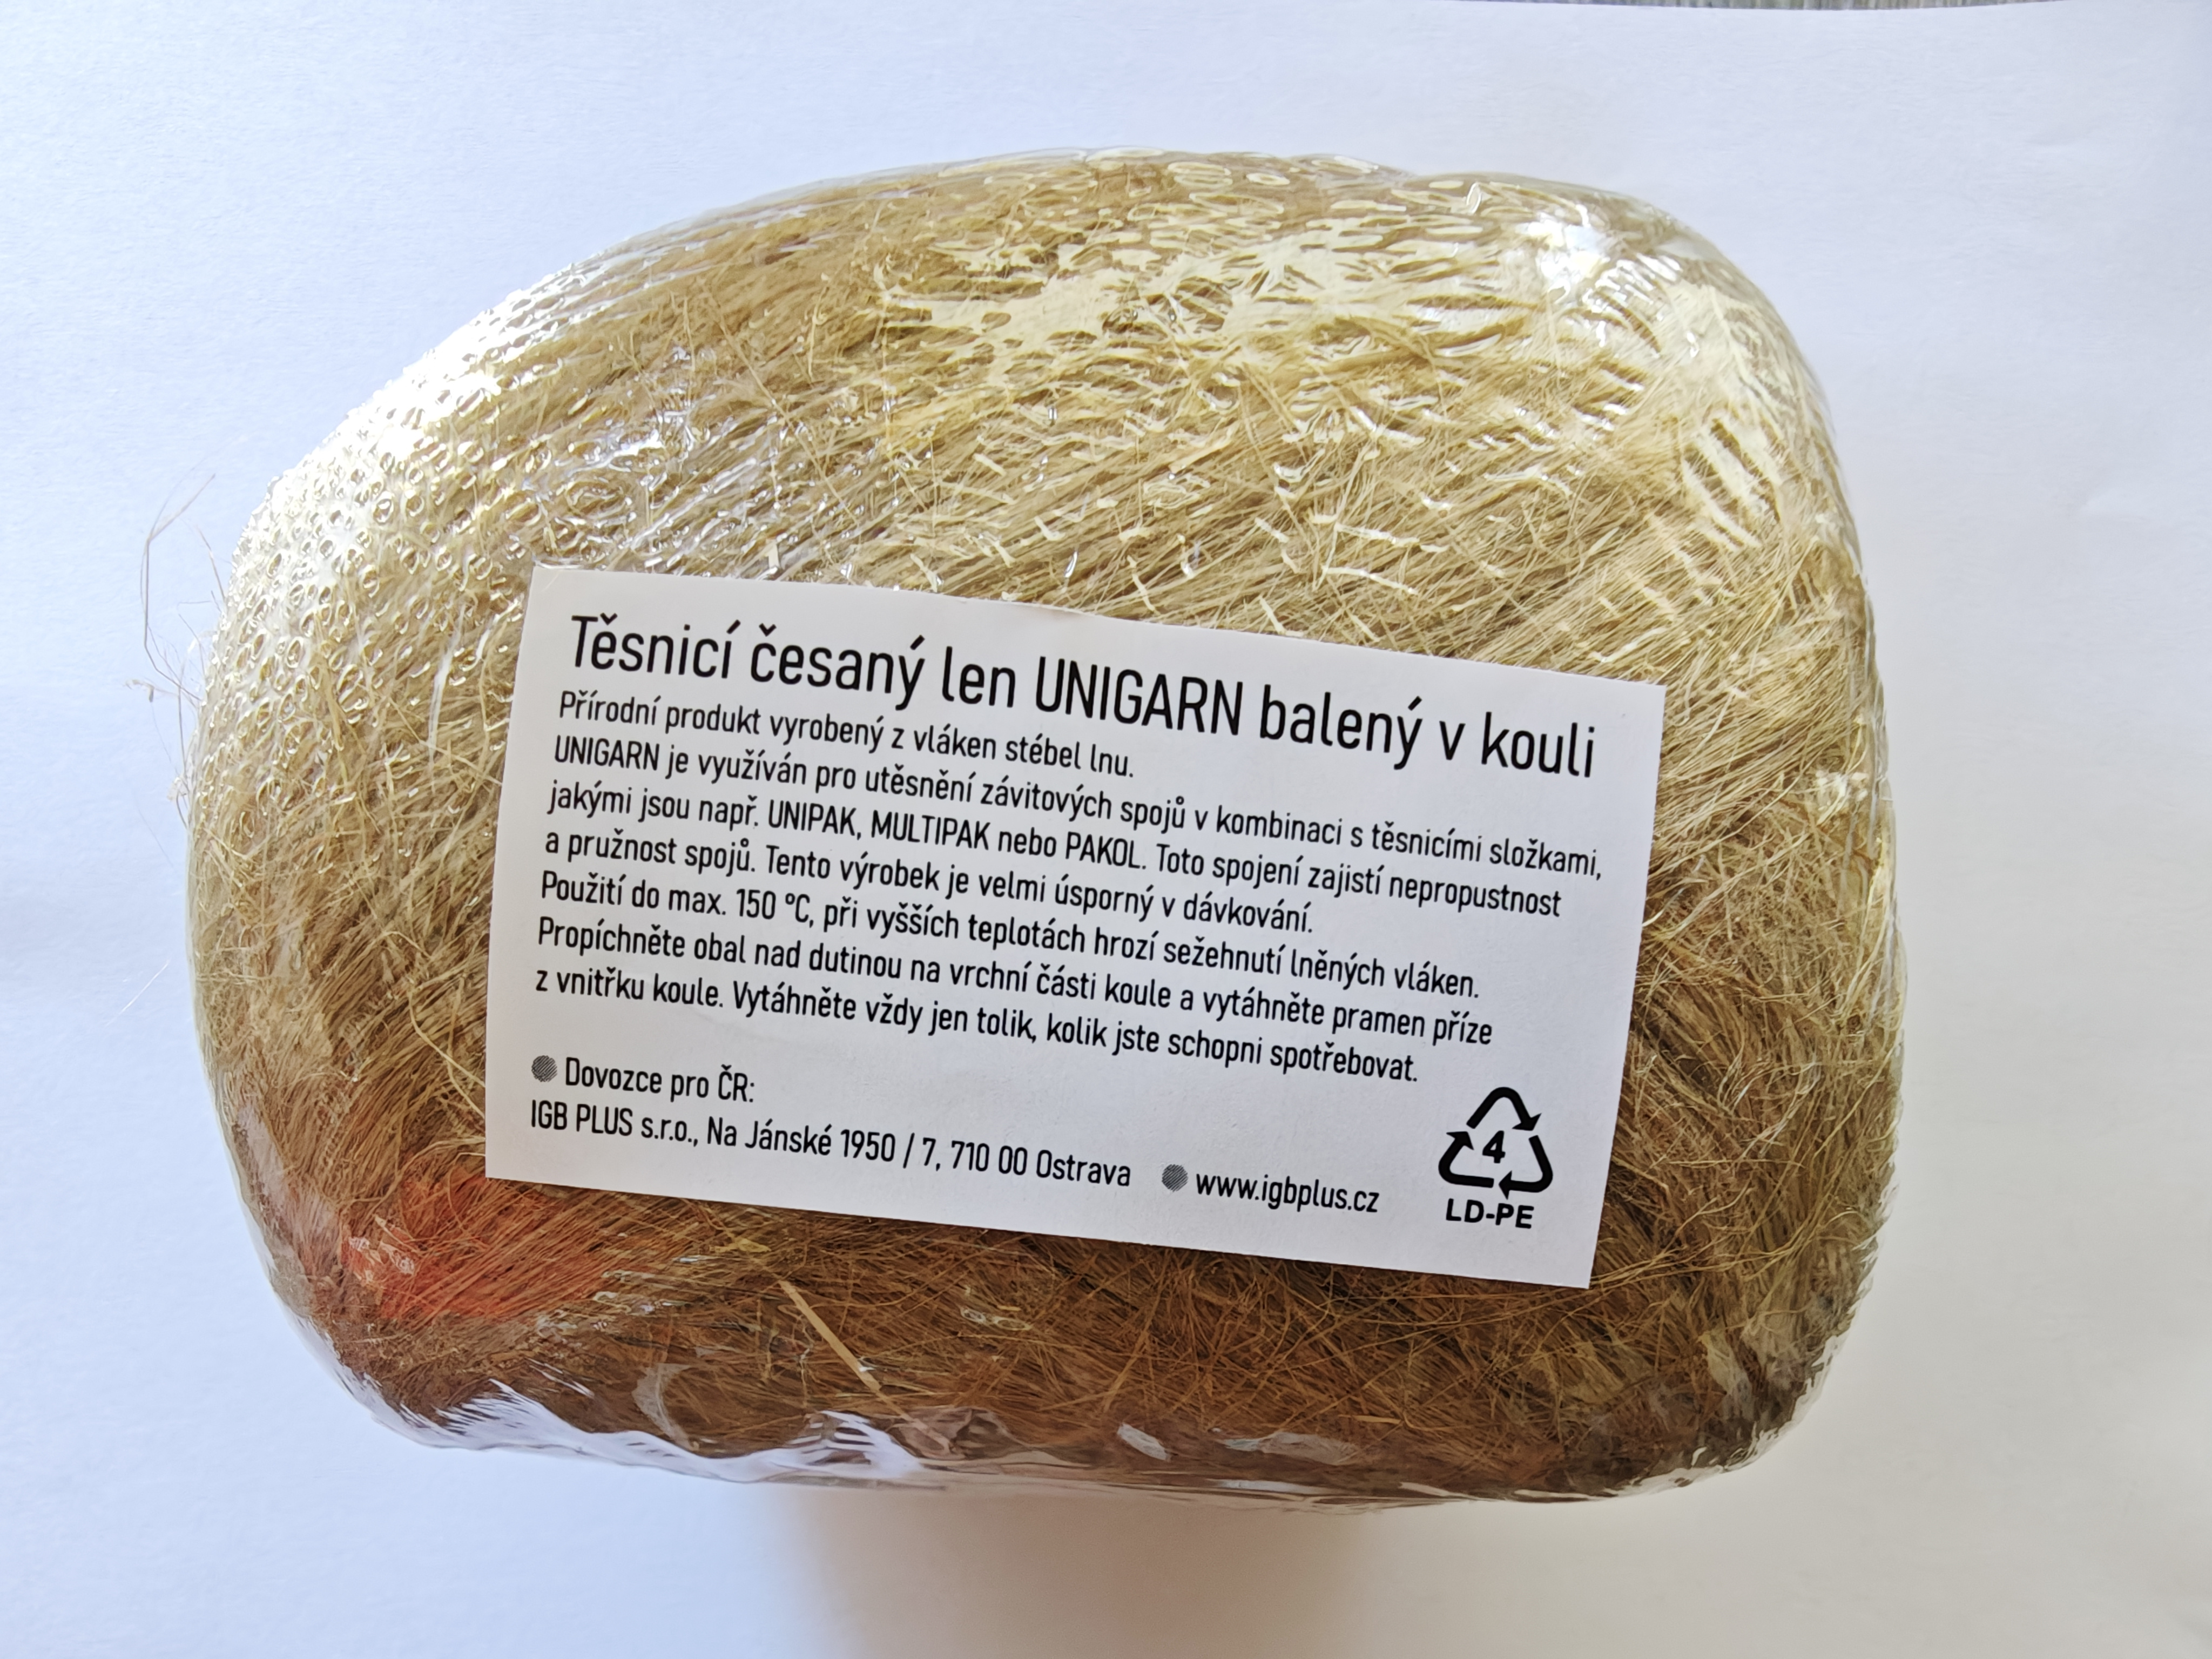 Těsnicí česaný len UNIGARN balený v kouli
Přírodní produkt vyrobený z vláken stébel lnu.
UNIGARN je využíván pro utěsnění závitových spojů v kombinaci s těsnicími složkami,
jakými jsou např. UNIPAK, MULTIPAK nebo PAKOL. Toto spojení zajistí nepropustnost
a pružnost spojů. Tento výrobek je velmi úsporný v dávkování.
Použití do max. 150 °C, při vyšších teplotách hrozí sežehnutí lněných vláken.
Propíchněte obal nad dutinou na vrchní části koule a vytáhněte pramen příze
z vnitřku koule. Vytáhněte vždy jen tolik, kolik jste schopni spotřebovat.
Dovozce pro ČR:
IGB PLUS s.r.o., Na Jánské 1950 / 7, 710 00 Ostrava
www.igbplus.cz
4
LD-PE